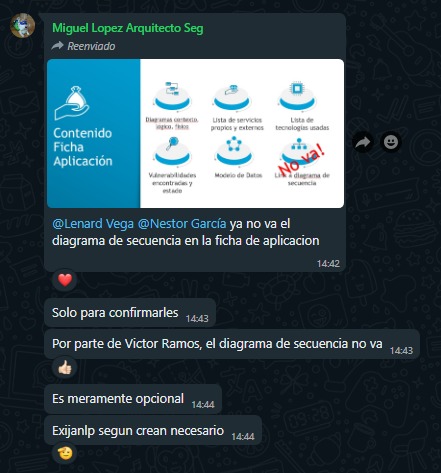 Miguel Lopez Arquitecto Seg
Reenviado
Contenido
Ficha
Aplicación
Diagramas contexto,
lógico, físico
Lista de servicios
propios y externos
Lista de
tecnologías usadas
Vulnerabilidades
encontradas y
estado
Modelo de Datos
Link a diagrama de
secuencia
No va!
@Lenard Vega @Nestor García ya no va el
diagrama de secuencia en la ficha de aplicacion
14:42
Solo para confirmarles 14:43
Por parte de Victor Ramos, el diagrama de secuencia no va 14:43
Es meramente opcional 14:44
Exijanlp segun crean necesario 14:44